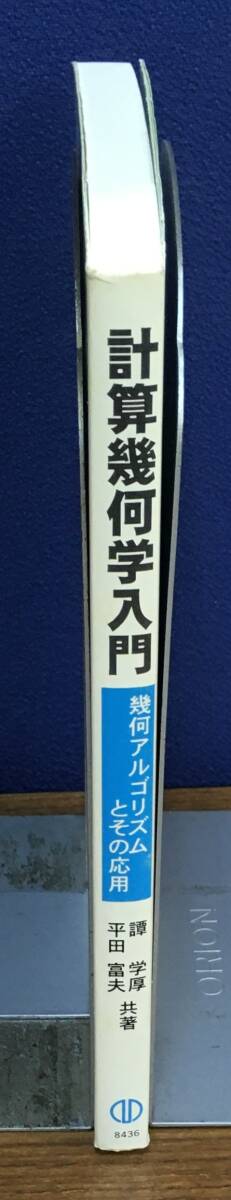 計算幾何学入門
幾何アルゴリズム
とその応用
譚 学厚
平田 富夫 共著
8436
ORION